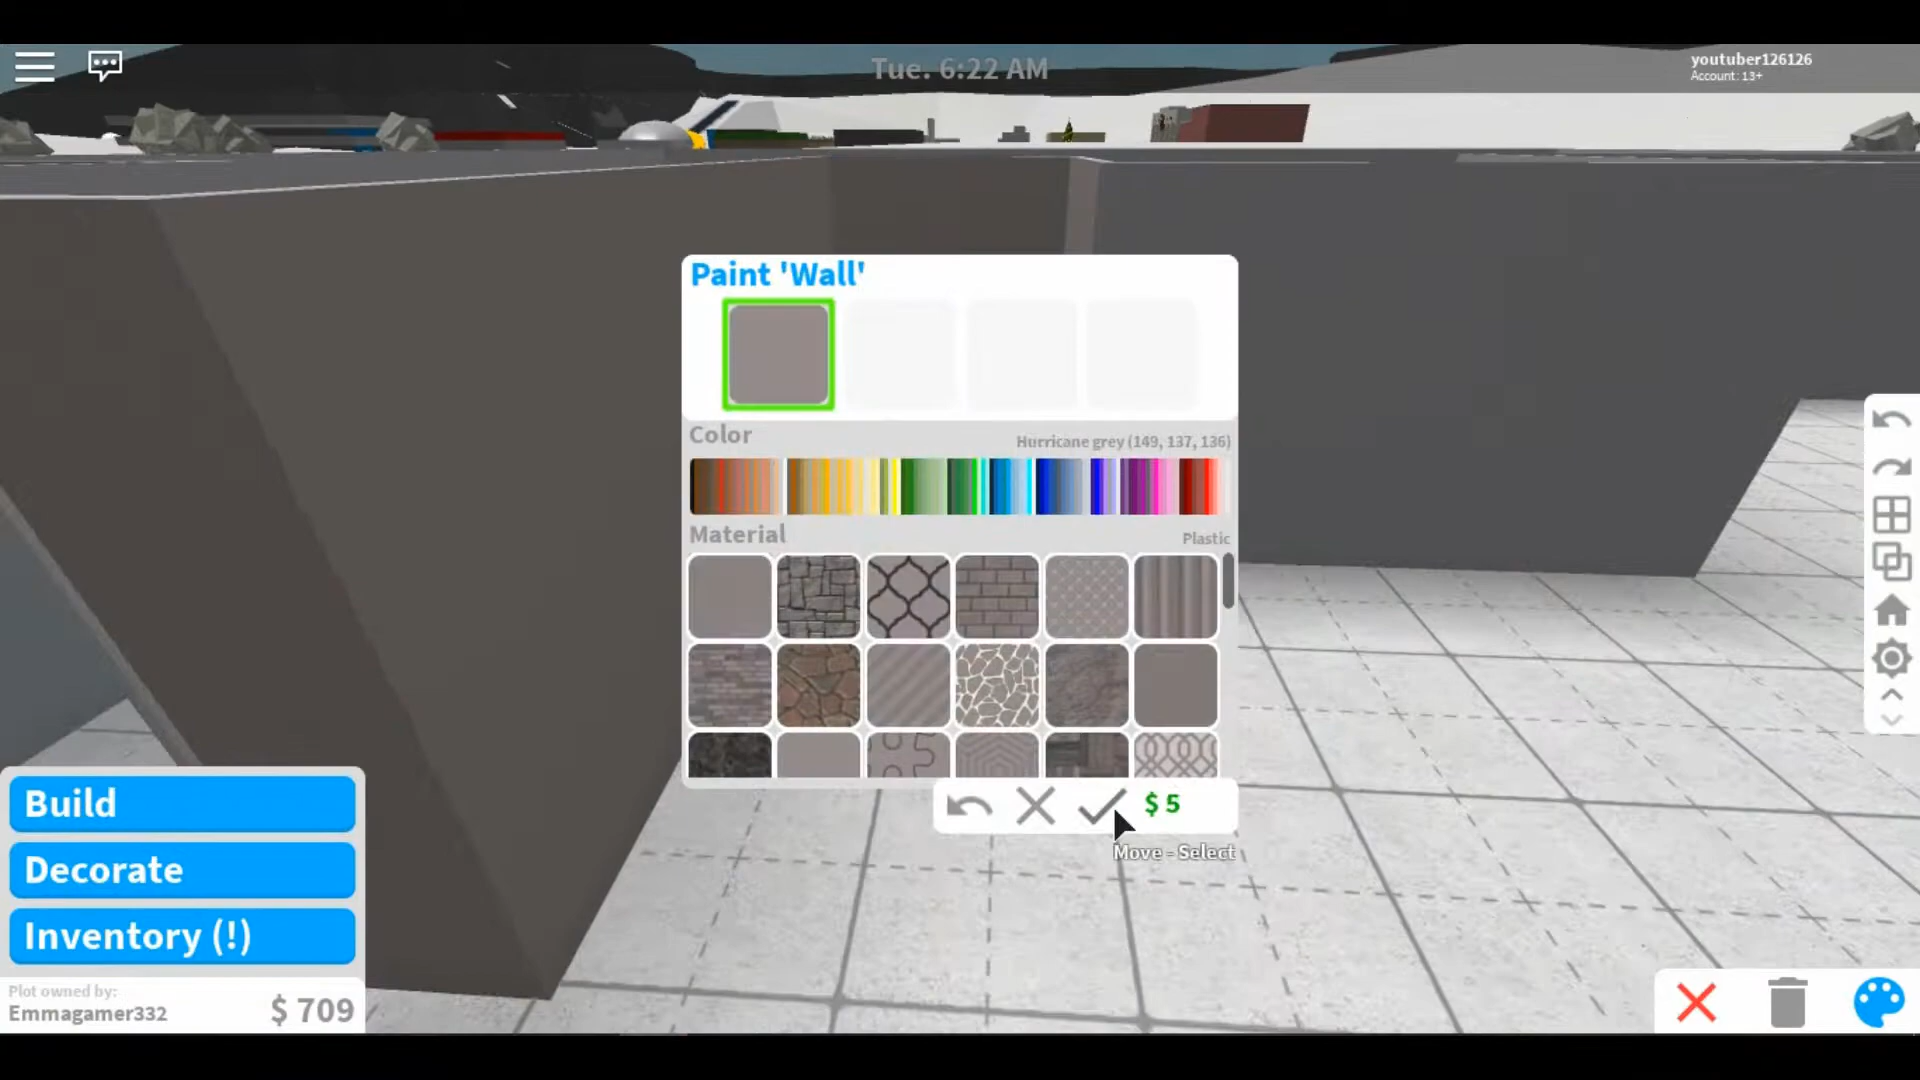 Tue. 6:22 AM
youtuber126126
Account: 13+
Paint 'Wall'
Color
Hurricane grey (149, 137, 136)
Material
Plastic
$ 5
Move - Select
Build
Decorate
Inventory (!)
Plot owned by:
Emmagamer332
$ 709